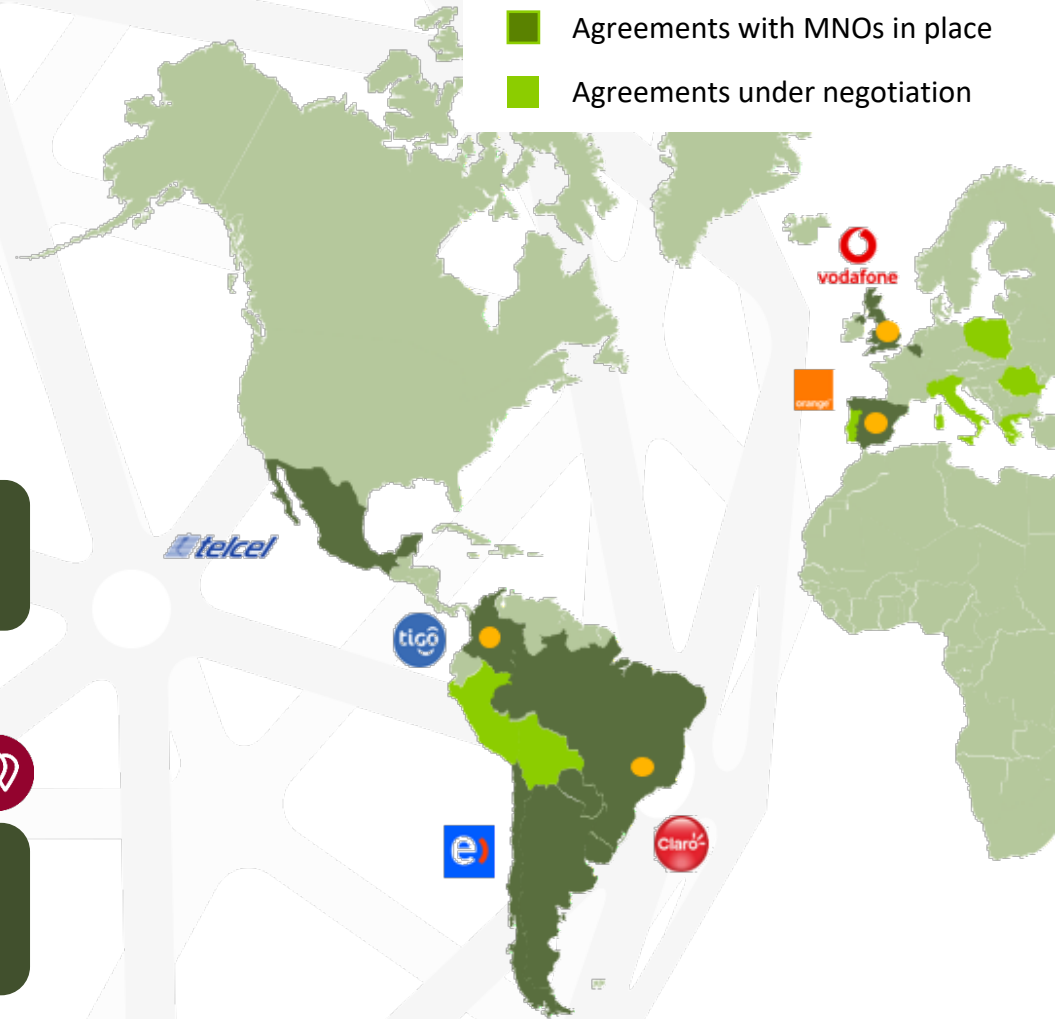 Agreements with MNOs in place
Agreements under negotiation
vodafone
orange
telcel
tigo
e)
Claro